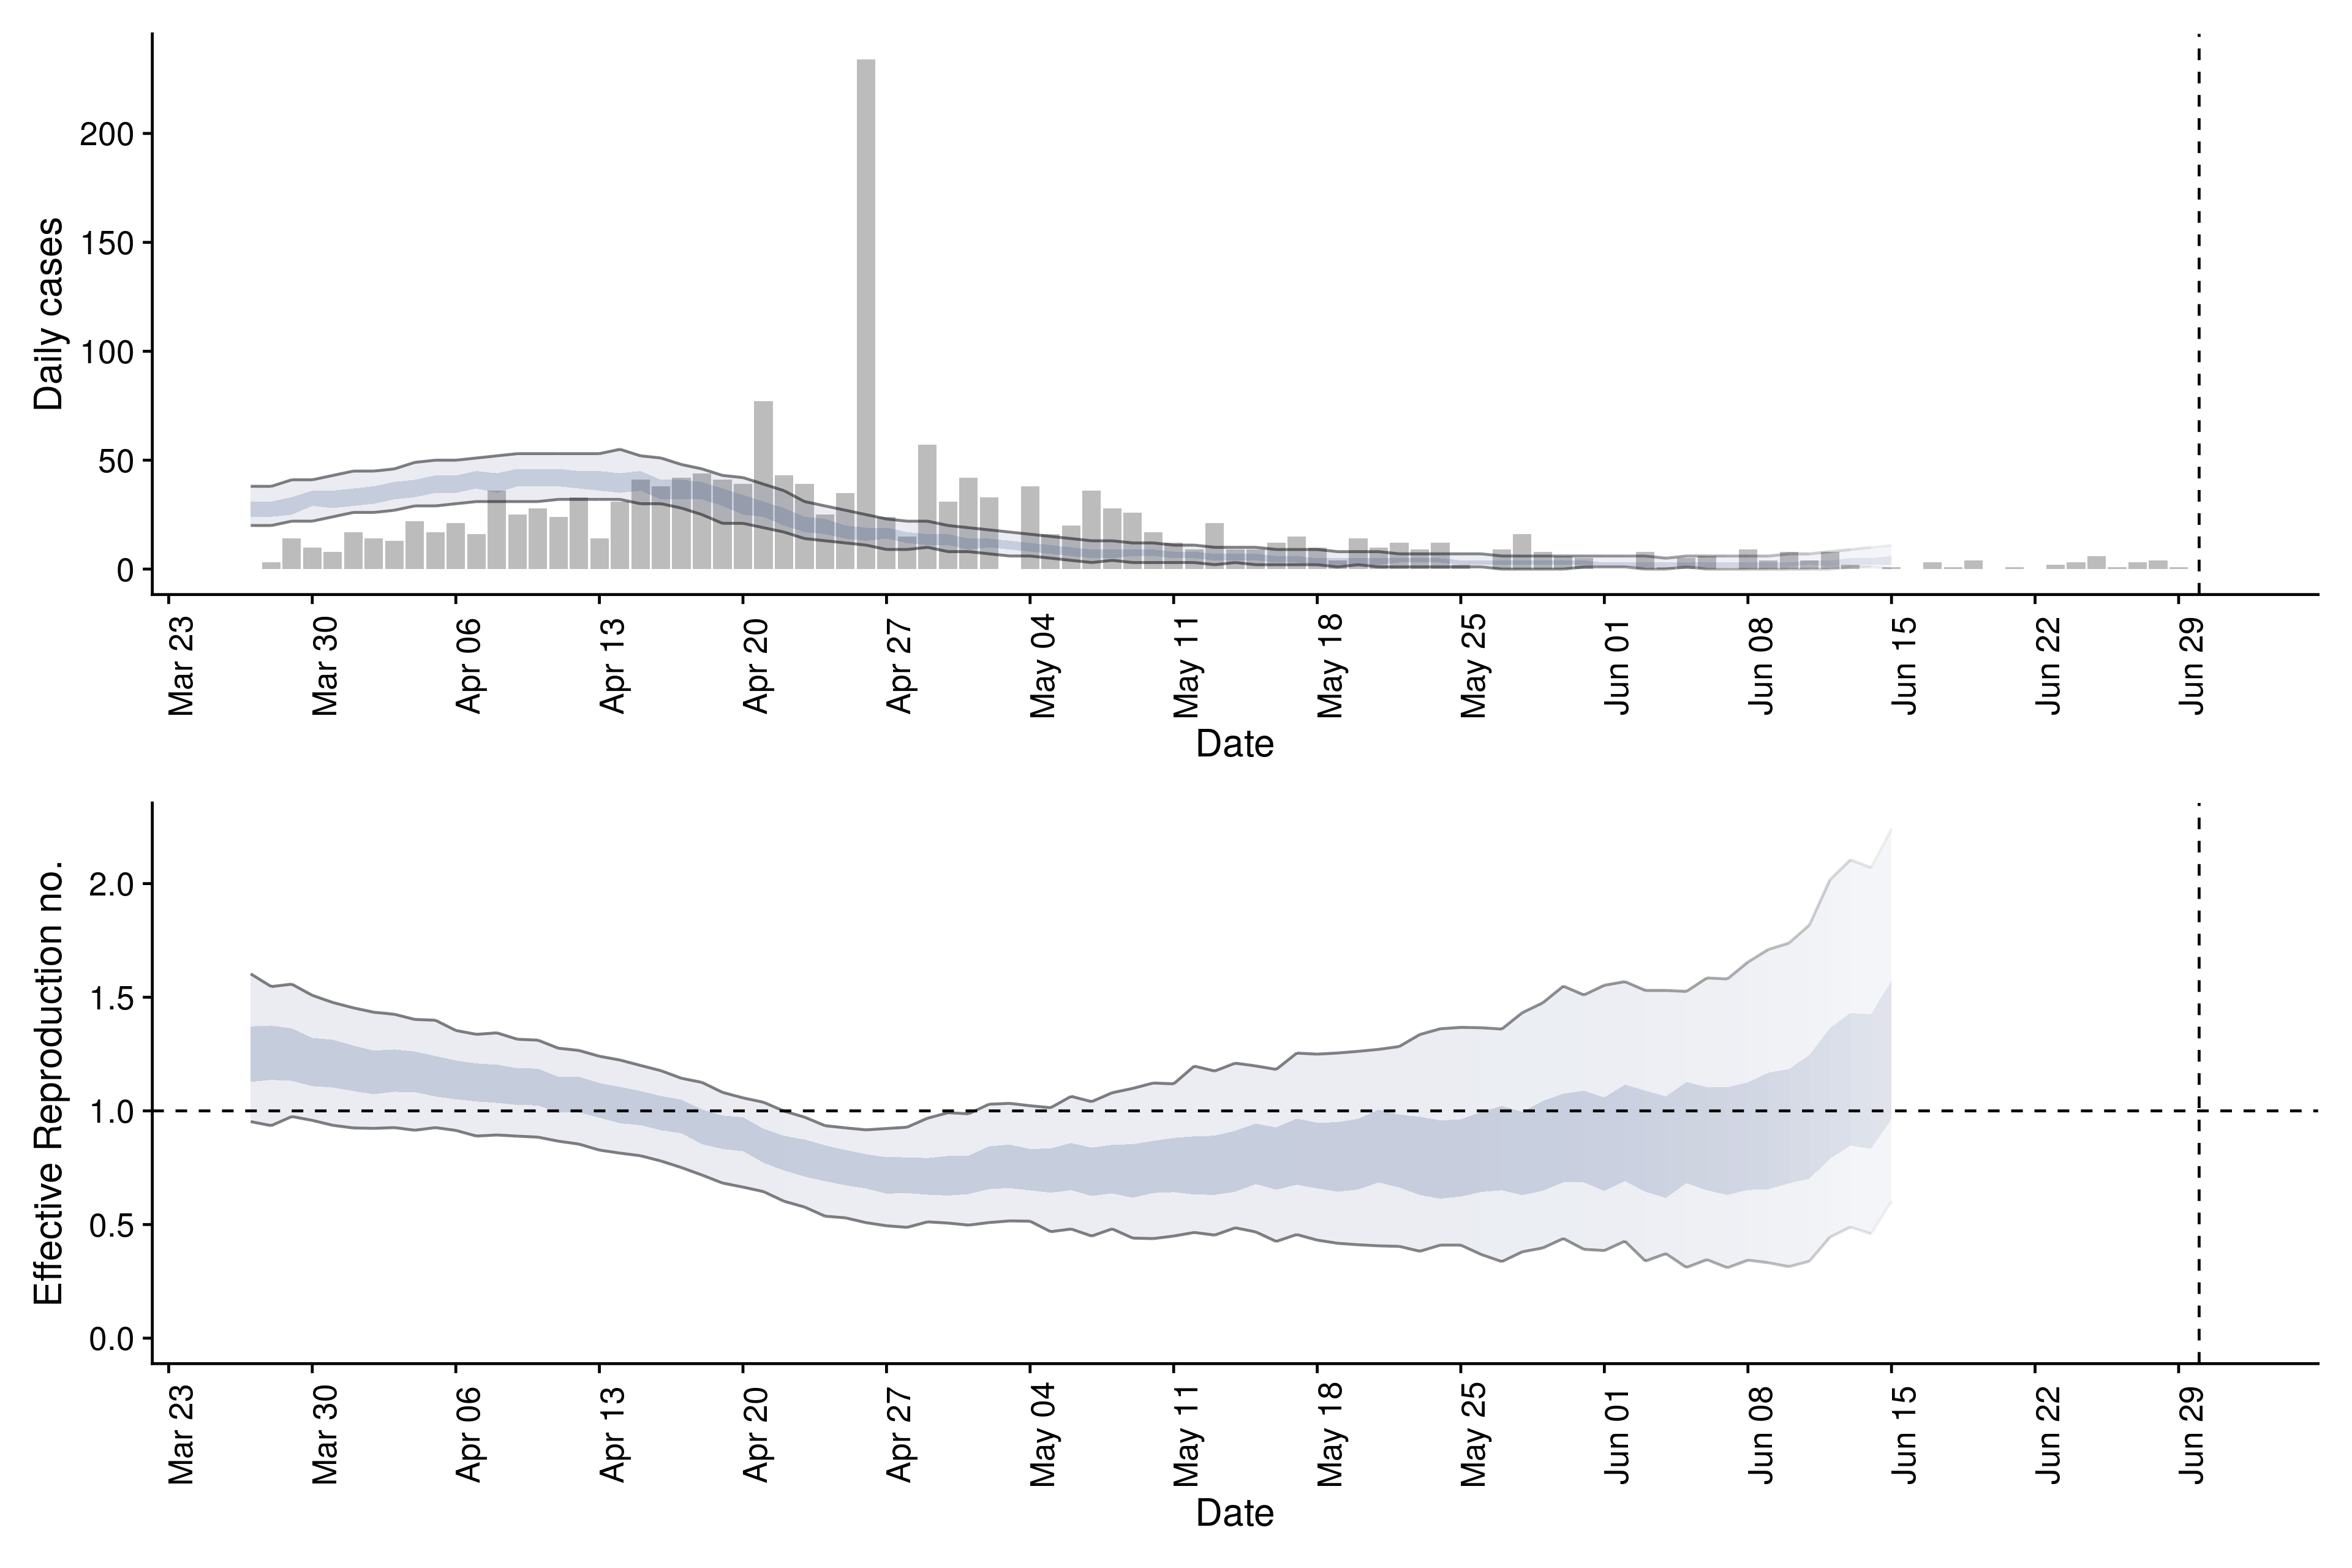 Daily cases
200
150
100
50
0
Mar 23
Mar 30
Apr 06
Apr 13
Apr 20
Apr 27
May 04
May 11
May 18
May 25
Jun 01
Jun 08
Jun 15
Jun 22
Jun 29
Date
Effective Reproduction no.
2.0
1.5
1.0
0.5
0.0
Mar 23
Mar 30
Apr 06
Apr 13
Apr 20
Apr 27
May 04
May 11
May 18
May 25
Jun 01
Jun 08
Jun 15
Jun 22
Jun 29
Date